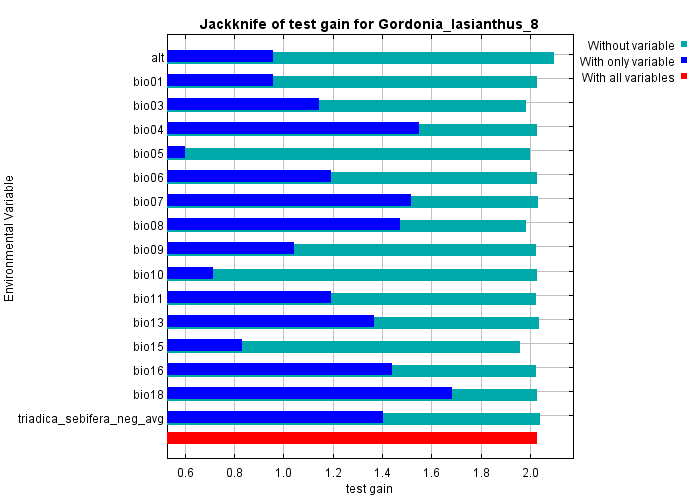 Jackknife of test gain for Gordonia_lasianthus_8
Without variable
With only variable
With all variables
Environmental Variable
alt
bio01
bio03
bio04
bio05
bio06
bio07
bio08
bio09
bio10
bio11
bio13
bio15
bio16
bio18
triadica_sebifera_neg_avg
0.6 0.8 1.0 1.2 1.4 1.6 1.8 2.0
test gain